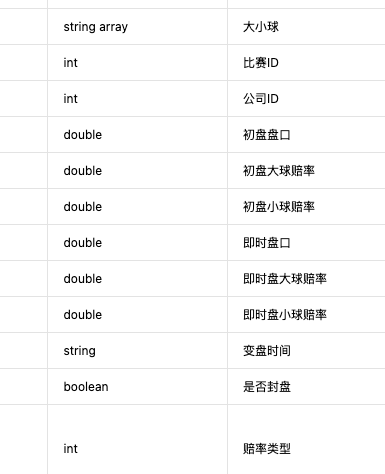 string array 大小球
int 比赛ID
int 公司ID
double 初盘盘口
double 初盘大球赔率
double 初盘小球赔率
double 即时盘口
double 即时盘大球赔率
double 即时盘小球赔率
string 变盘时间
boolean 是否封盘
int 赔率类型